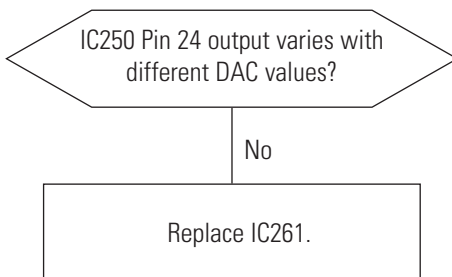 IC250 Pin 24 output varies with
different DAC values?
No
Replace IC261.